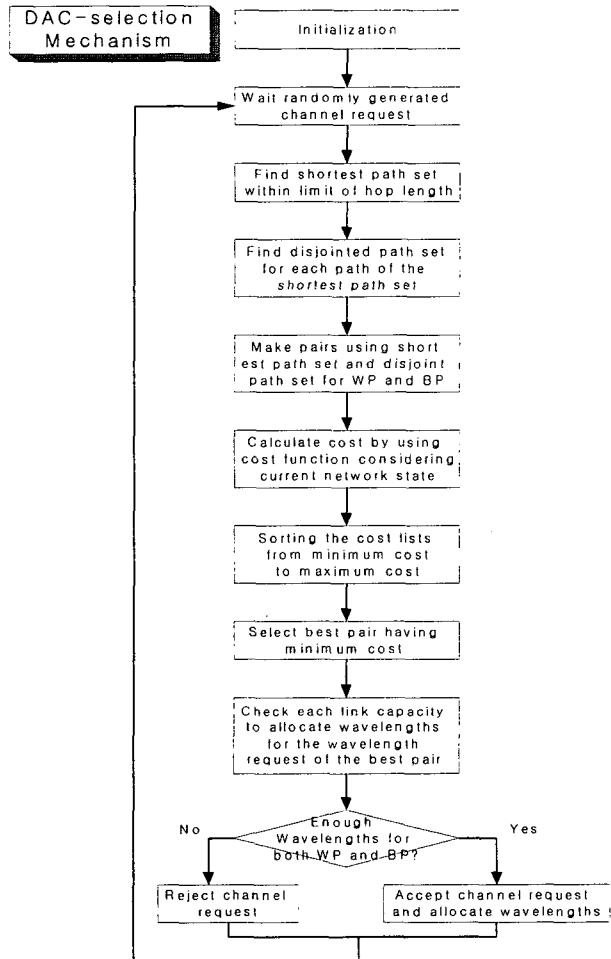 DAC-selection
Mechanism
Initialization
Wait randomly generated
channel request
Find shortest path set
within limit of hop length
Find disjointed path set
for each path of the
shortest path set
Make pairs using short
est path set and disjoint
path set for WP and BP
Calculate cost by using
cost function considering
current network state
Sorting the cost lists
from minimum cost
to maximum cost
Select best pair having
minimum cost
Check each link capacity
to allocate wavelengths
for the wavelength
request of the best pair
Enough
Wavelengths for
both WP and BP?
No
Yes
Reject channel
request
Accept channel request
and allocate wavelengths